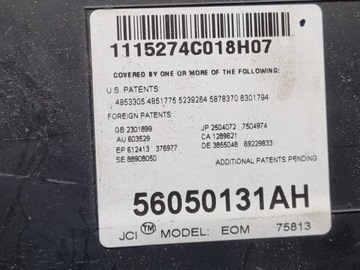 1115274C018H07
COVERED BY ONE OR MORE OF THE FOLLOWING:
U.S. PATENTS
4953305 4851775 5239264 5878370 6301794
FOREIGN PATENTS
GB 2301899 JP 2504072 7504974
AU 603529 CA 1289621
EP 612413 376977 DE 3855048 69229833
SE 88908050
ADDITIONAL PATENTS PENDING
56050131AH
JCI TM MODEL: EOM 75813